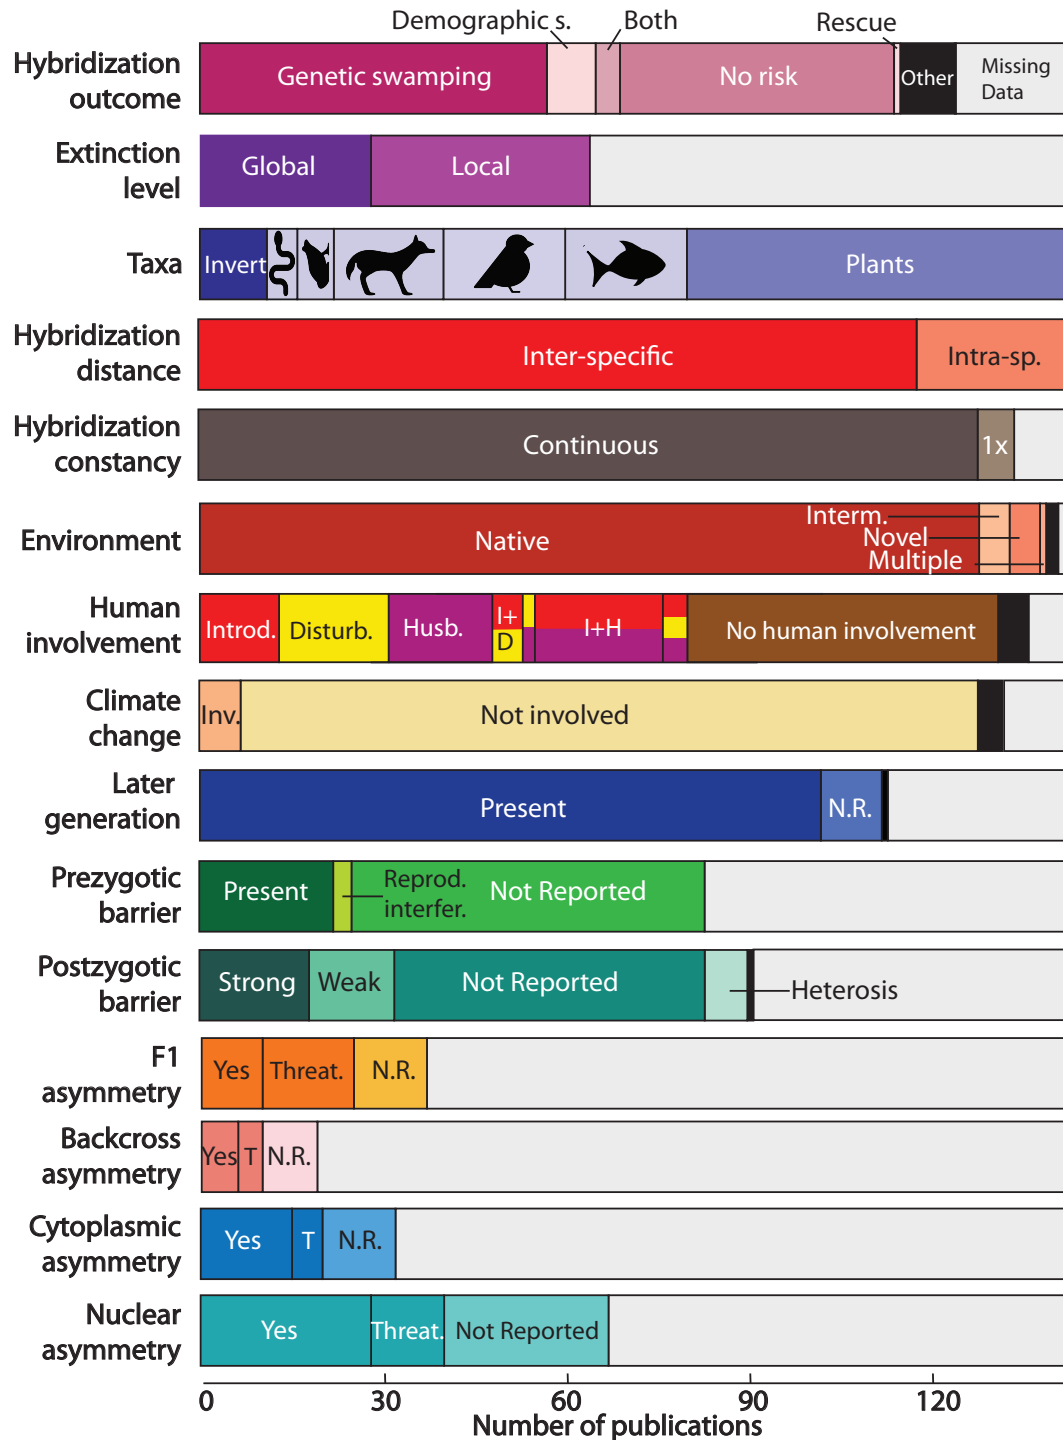 Demographic s.
Both
Rescue
Hybridization
outcome
Genetic swamping
No risk
Other
Missing
Data
Extinction
level
Global
Local
Taxa
Invert
Plants
Hybridization
distance
Inter-specific
Intra-sp.
Hybridization
constancy
Continuous
1x
Environment
Native
Interm.
Novel
Multiple
Human
involvement
Introd.
Disturb.
Husb.
I+
D
I+H
No human involvement
Climate
change
Inv.
Not involved
Later
generation
Present
N.R.
Prezygotic
barrier
Present
Reprod.
interfer.
Not Reported
Postzygotic
barrier
Strong
Weak
Not Reported
Heterosis
F1
asymmetry
Yes
Threat.
N.R.
Backcross
asymmetry
Yes
T
N.R.
Cytoplasmic
asymmetry
Yes
T
N.R.
Nuclear
asymmetry
Yes
Threat.
Not Reported
0 30 60 90 120
Number of publications